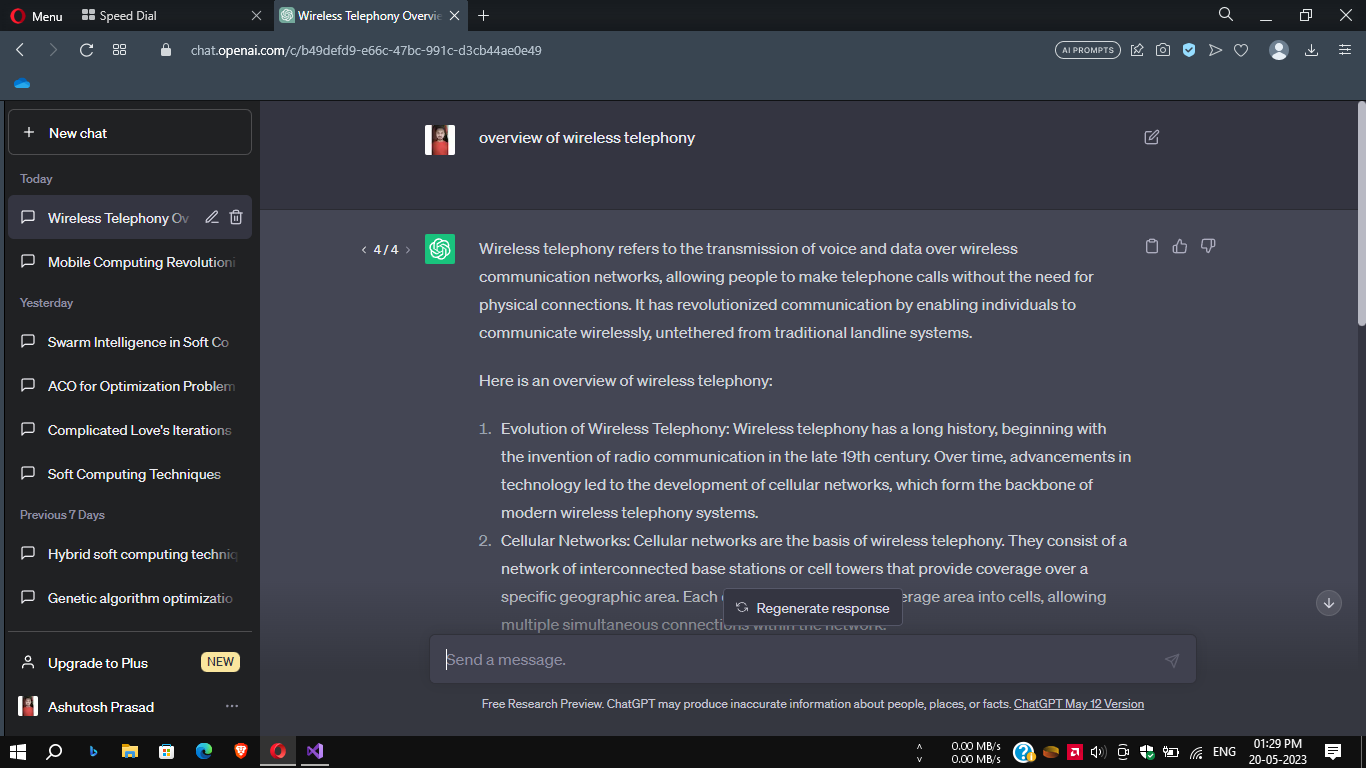 Menu
Speed Dial
Wireless Telephony Overvie
chat.openai.com/c/b49defd9-e66c-47bc-991c-d3cb44ae0e49
AI PROMPTS
New chat
Today
Wireless Telephony Ov
Mobile Computing Revolutioni
Yesterday
Swarm Intelligence in Soft Co
ACO for Optimization Problem
Complicated Love's Iterations
Soft Computing Techniques
Previous 7 Days
Hybrid soft computing techniq
Genetic algorithm optimizatio
Upgrade to Plus
NEW
Ashutosh Prasad
overview of wireless telephony
4/4
Wireless telephony refers to the transmission of voice and data over wireless
communication networks, allowing people to make telephone calls without the need for
physical connections. It has revolutionized communication by enabling individuals to
communicate wirelessly, untethered from traditional landline systems.
Here is an overview of wireless telephony:
1. Evolution of Wireless Telephony: Wireless telephony has a long history, beginning with
the invention of radio communication in the late 19th century. Over time, advancements in
technology led to the development of cellular networks, which form the backbone of
modern wireless telephony systems.
2. Cellular Networks: Cellular networks are the basis of wireless telephony. They consist of a
network of interconnected base stations or cell towers that provide coverage over a
specific geographic area. Each erage area into cells, allowing
multiple simultaneous connections within the network.
Regenerate response
Send a message.
Free Research Preview. ChatGPT may produce inaccurate information about people, places, or facts. ChatGPT May 12 Version
0.00 MB/s
0.00 MB/s
ENG
01:29 PM
20-05-2023